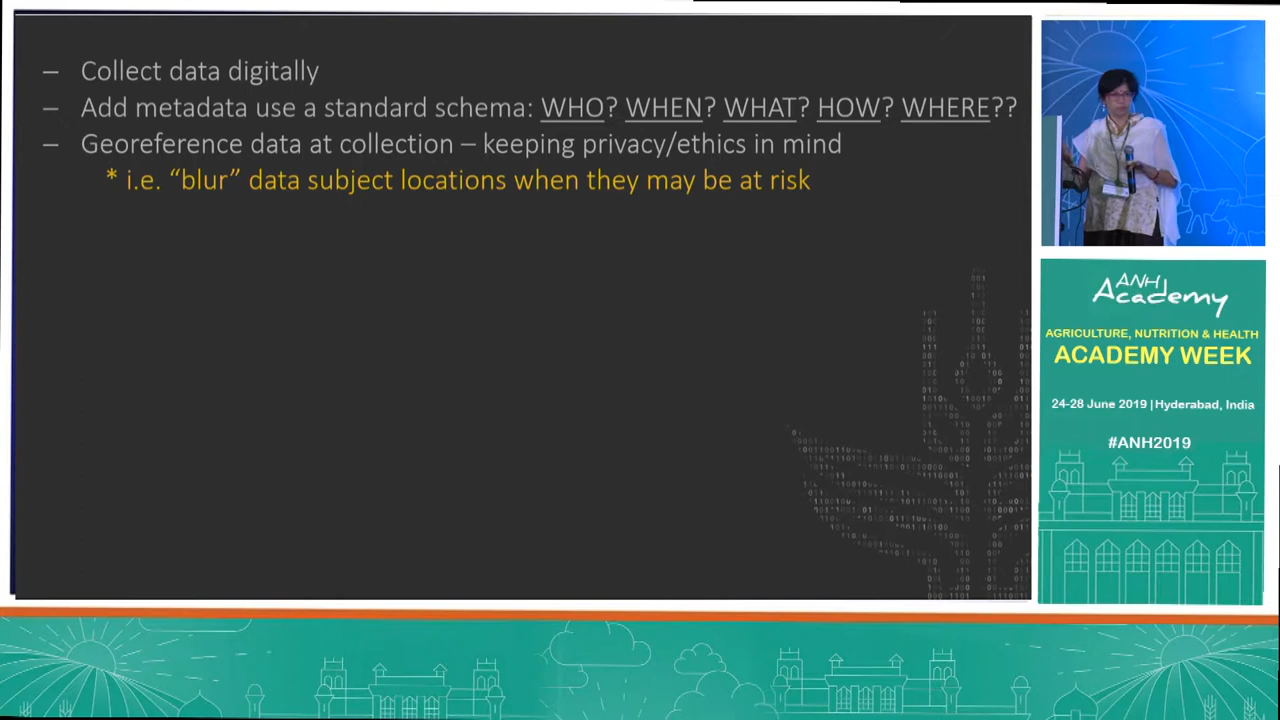 – Collect data digitally
– Add metadata use a standard schema: WHO? WHEN? WHAT? HOW? WHERE??
– Georeference data at collection – keeping privacy/ethics in mind
* i.e. “blur” data subject locations when they may be at risk
ANH
Academy
AGRICULTURE, NUTRITION & HEALTH
ACADEMY WEEK
24-28 June 2019 | Hyderabad, India
#ANH2019